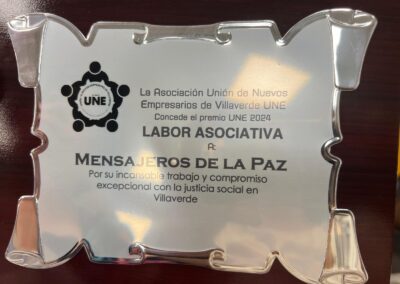 UNE
La Asociación Unión de Nuevos
Empresarios de Villaverde UNE
Concede el premio UNE 2024
LABOR ASOCIATIVA
A:
MENSAJEROS DE LA PAZ
Por su incansable trabajo y compromiso
excepcional con la justicia social en
Villaverde